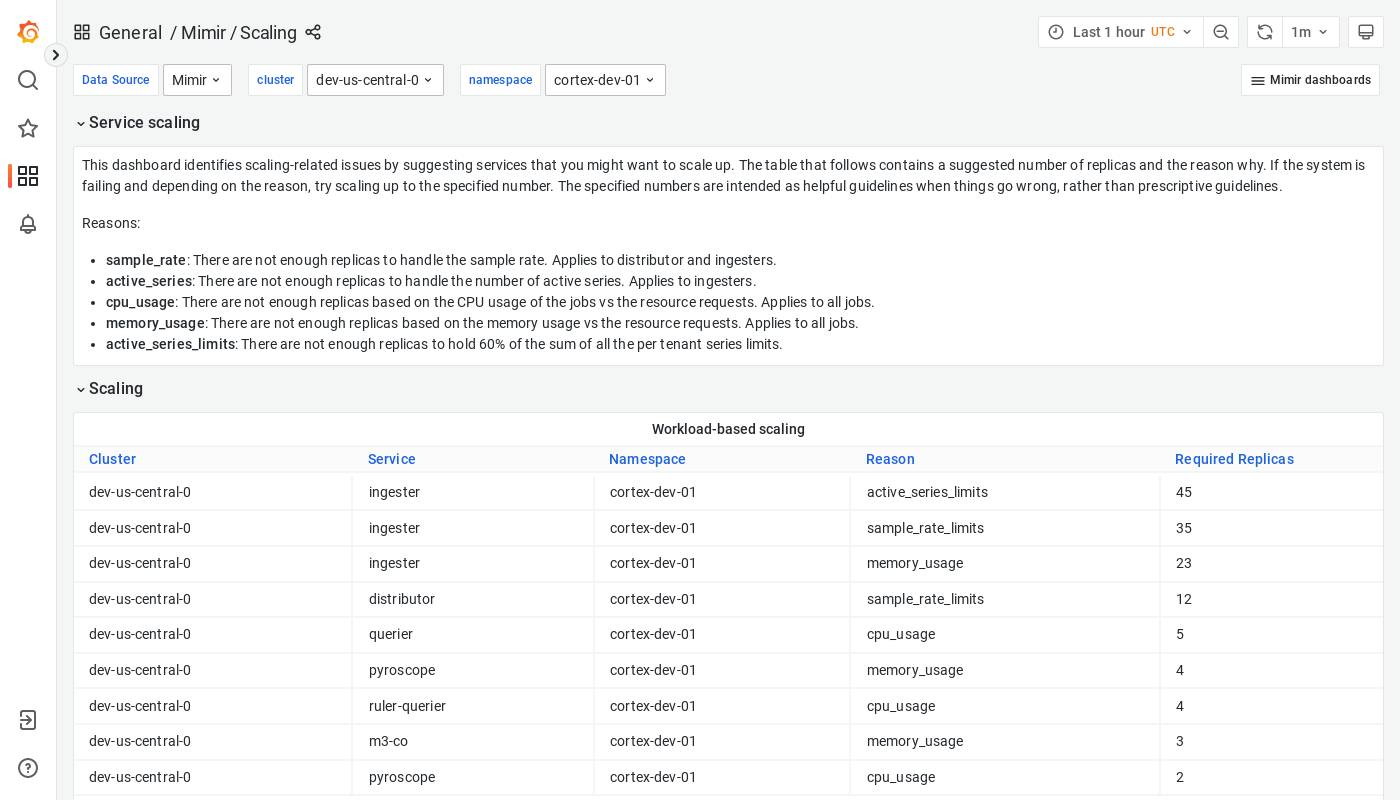 General / Mimir / Scaling
Last 1 hour UTC
1m
Data Source Mimir cluster dev-us-central-0 namespace cortex-dev-01 Mimir dashboards
Service scaling
This dashboard identifies scaling-related issues by suggesting services that you might want to scale up. The table that follows contains a suggested number of replicas and the reason why. If the system is
failing and depending on the reason, try scaling up to the specified number. The specified numbers are intended as helpful guidelines when things go wrong, rather than prescriptive guidelines.
Reasons:
• sample_rate: There are not enough replicas to handle the sample rate. Applies to distributor and ingesters.
• active_series: There are not enough replicas to handle the number of active series. Applies to ingesters.
• cpu_usage: There are not enough replicas based on the CPU usage of the jobs vs the resource requests. Applies to all jobs.
• memory_usage: There are not enough replicas based on the memory usage vs the resource requests. Applies to all jobs.
• active_series_limits: There are not enough replicas to hold 60% of the sum of all the per tenant series limits.
Scaling
Workload-based scaling
Cluster Service Namespace Reason Required Replicas
dev-us-central-0 ingester cortex-dev-01 active_series_limits 45
dev-us-central-0 ingester cortex-dev-01 sample_rate_limits 35
dev-us-central-0 ingester cortex-dev-01 memory_usage 23
dev-us-central-0 distributor cortex-dev-01 sample_rate_limits 12
dev-us-central-0 querier cortex-dev-01 cpu_usage 5
dev-us-central-0 pyroscope cortex-dev-01 memory_usage 4
dev-us-central-0 ruler-querier cortex-dev-01 cpu_usage 4
dev-us-central-0 m3-co cortex-dev-01 memory_usage 3
dev-us-central-0 pyroscope cortex-dev-01 cpu_usage 2